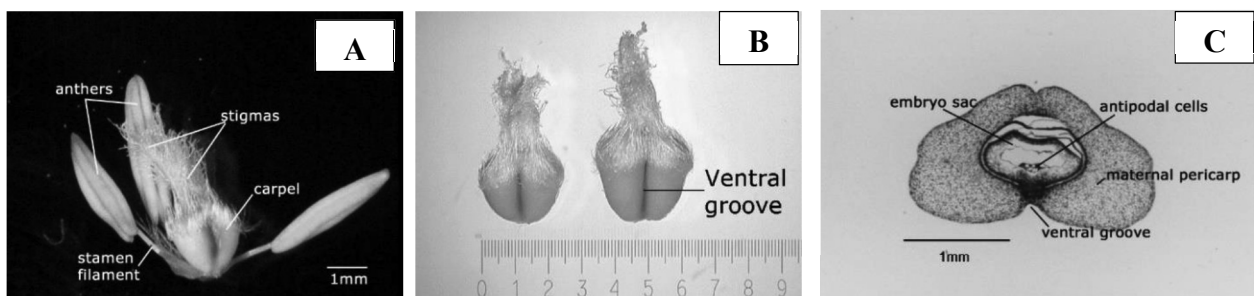 A
anthers
stigmas
carpel
stamen
filament
1mm
B
Ventral
groove
0 1 2 3 4 5 6 7 8 9
C
embryo sac
antipodal cells
maternal pericarp
ventral groove
1mm